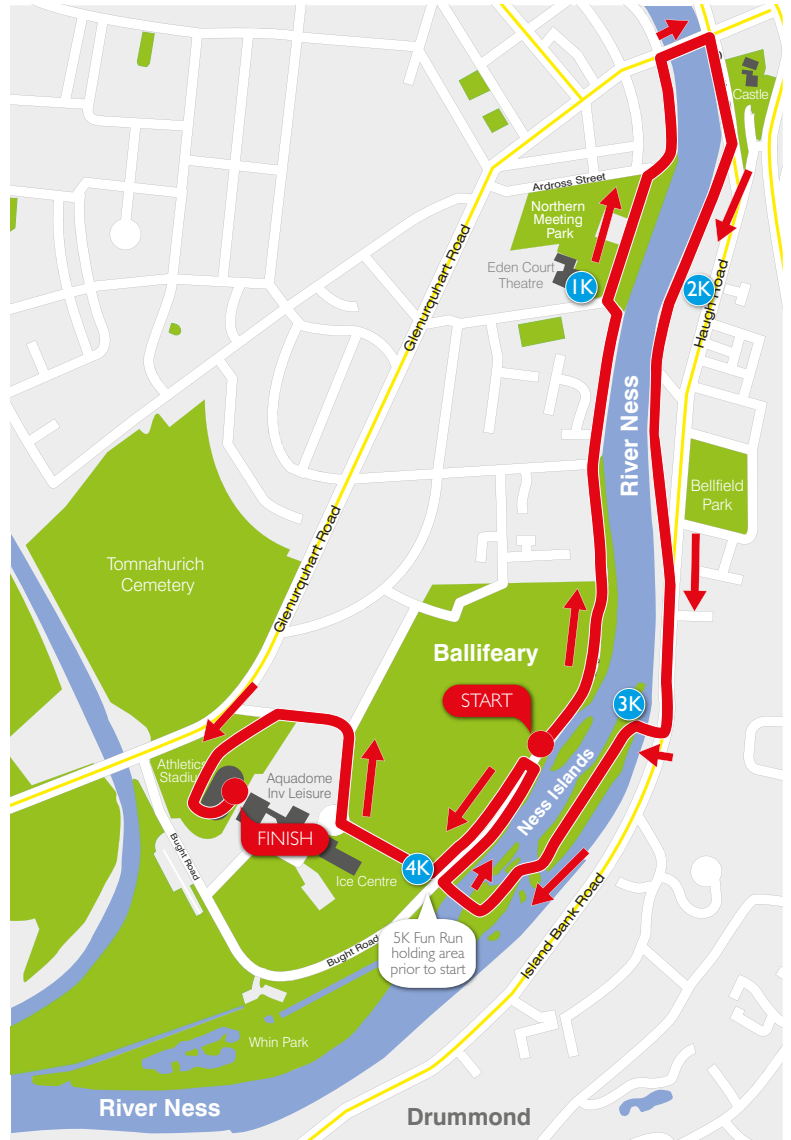 Castle
Ardross Street
Northern
Meeting
Park
Eden Court
Theatre
1K
2K
Haugh Road
Glenurquhart Road
River Ness
Bellfield
Park
Tomnahurich
Cemetery
Glenurquhart Road
Ballifeary
START
3K
Ness Islands
Athletics
Stadiu
Aquadome
Inv Leisure
FINISH
Bught Road
Ice Centre
4K
5K Fun Run
holding area
prior to start
Bught Road
Island Bank Road
Whin Park
River Ness
Drummond